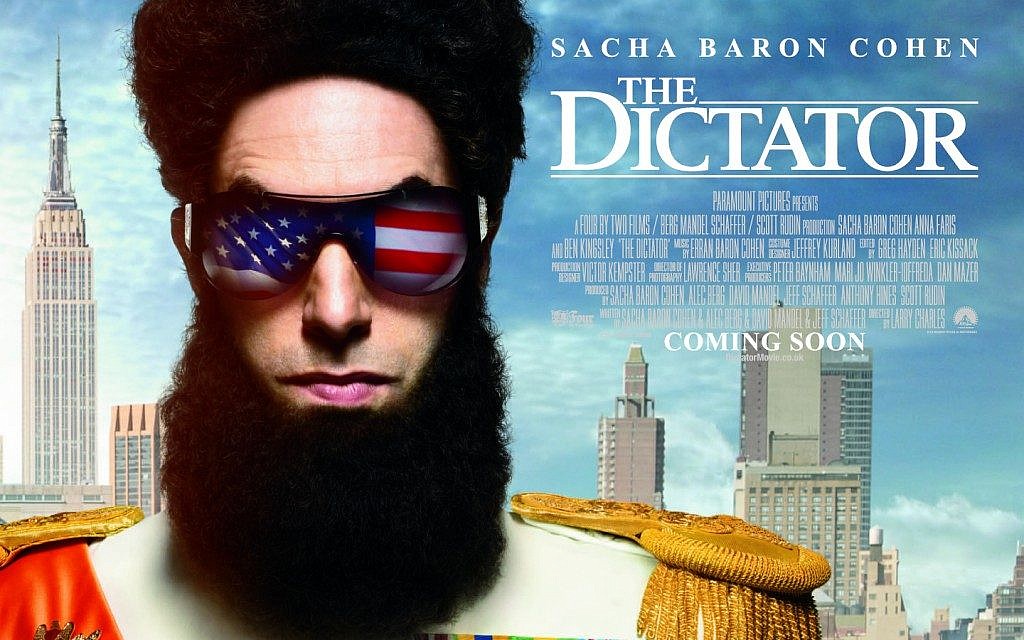 SACHA BARON COHEN
THE
DICTATOR
PARAMOUNT PICTURES PRESENTS
A FOUR BY TWO FILMS / BERG MANDEL SCHAFFER / SCOTT RUDIN PRODUCTION SACHA BARON COHEN ANNA FARIS
AND BEN KINGSLEY "THE DICTATOR" MUSIC BY ERRAN BARON COHEN COSTUME DESIGNER JEFFREY KURLAND EDITED BY GREG HAYDEN ERIC KISSACK
PRODUCTION DESIGNER VICTOR KEMPSTER DIRECTOR OF PHOTOGRAPHY LAWRENCE SHER EXECUTIVE PRODUCERS PETER BAYNHAM MARI JO WINKLER-IOFFREDA DAN MAZER
PRODUCED BY SACHA BARON COHEN ALEC BERG DAVID MANDEL JEFF SCHAFFER ANTHONY HINES SCOTT RUDIN
WRITTEN BY SACHA BARON COHEN & ALEC BERG & DAVID MANDEL & JEFF SCHAFFER DIRECTED BY LARRY CHARLES
COMING SOON
DictatorMovie.co.uk